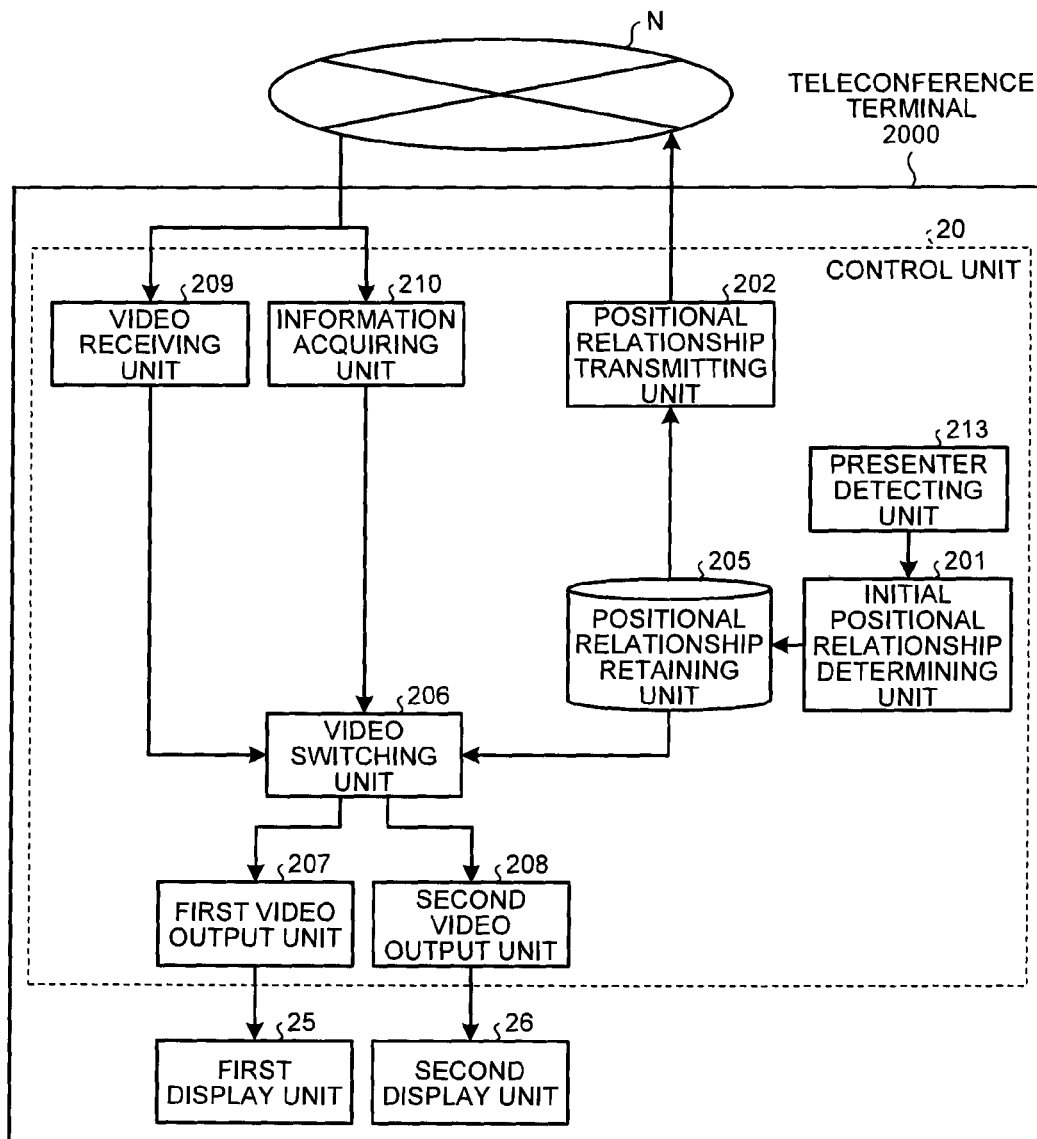 N
TELECONFERENCE
TERMINAL
2000
20
CONTROL UNIT
209
VIDEO
RECEIVING
UNIT
210
INFORMATION
ACQUIRING
UNIT
202
POSITIONAL
RELATIONSHIP
TRANSMITTING
UNIT
213
PRESENTER
DETECTING
UNIT
205
POSITIONAL
RELATIONSHIP
RETAINING
UNIT
201
INITIAL
POSITIONAL
RELATIONSHIP
DETERMINING
UNIT
206
VIDEO
SWITCHING
UNIT
207
FIRST VIDEO
OUTPUT UNIT
208
SECOND
VIDEO
OUTPUT UNIT
25
FIRST
DISPLAY UNIT
26
SECOND
DISPLAY UNIT